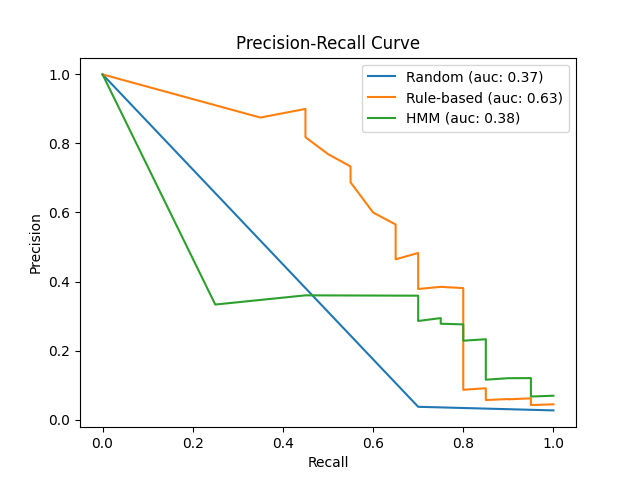 Precision-Recall Curve
Random (auc: 0.37)
Rule-based (auc: 0.63)
HMM (auc: 0.38)
Precision
1.0
0.8
0.6
0.4
0.2
0.0
0.0 0.2 0.4 0.6 0.8 1.0
Recall